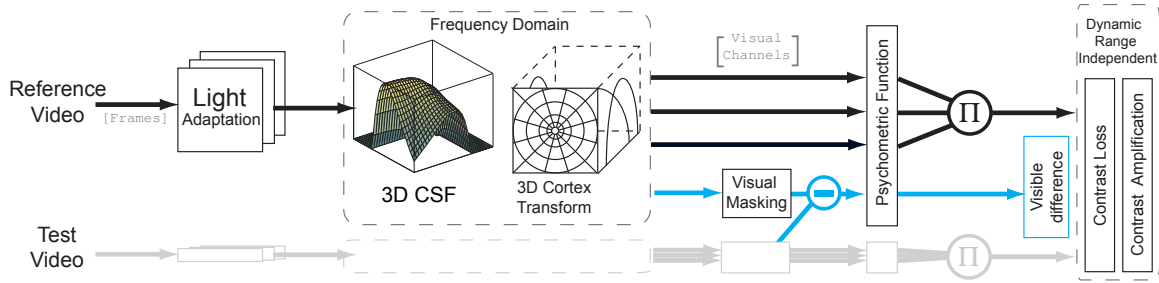 Frequency Domain
Visual
Channels
Dynamic
Range
Independent
Reference
Video
[Frames]
Light
Adaptation
3D CSF
3D Cortex
Transform
Visual
Masking
Psychometric Function
Π
Visible
difference
Contrast Loss
Contrast Amplification
Test
Video
Π